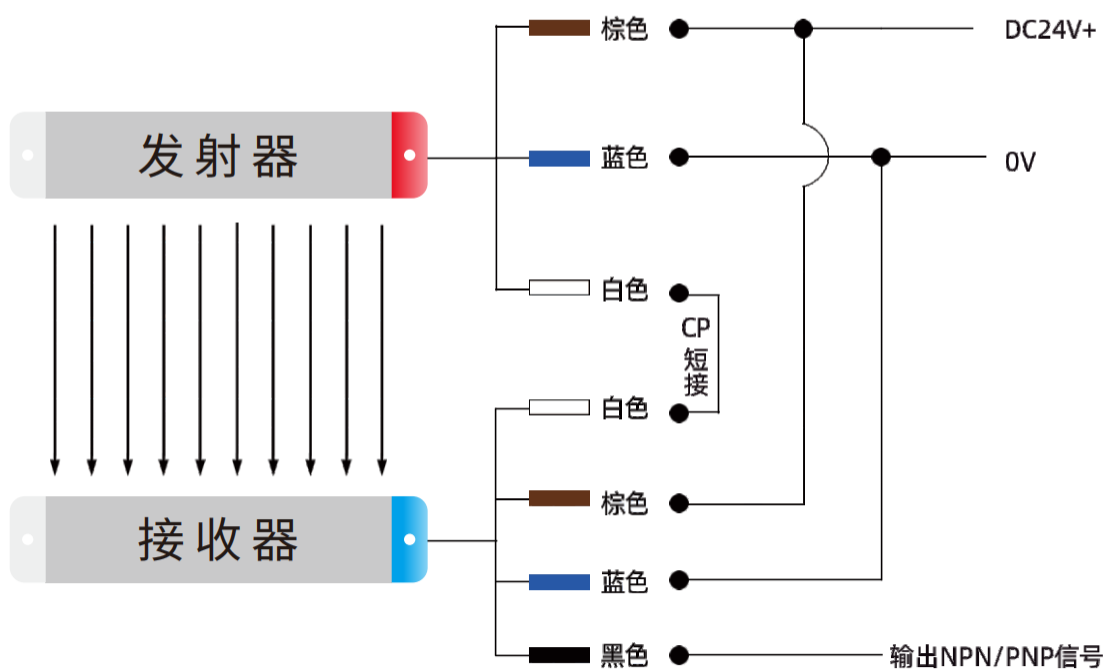 棕色
DC24V+
发射器
蓝色
0V
白色
CP
短
接
白色
棕色
接收器
蓝色
黑色
输出NPN/PNP信号